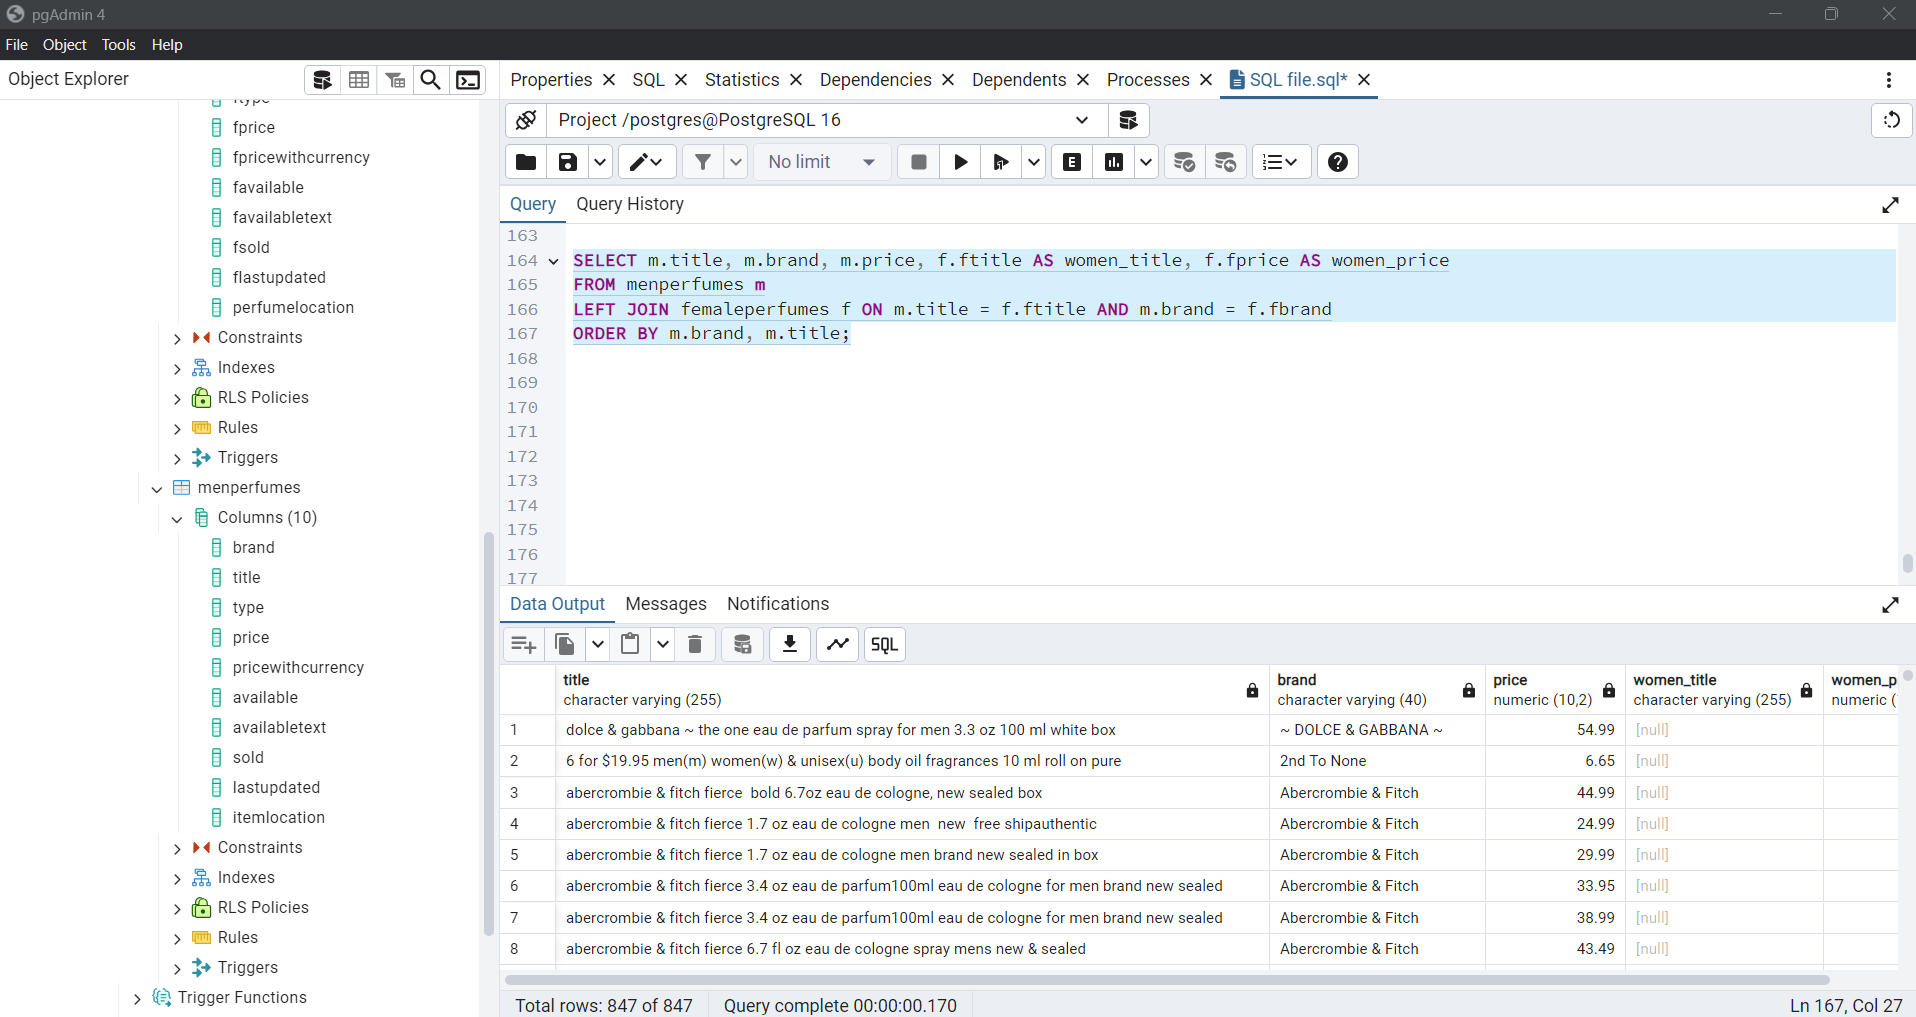 pgAdmin 4
File Object Tools Help
Object Explorer
fprice
fpricewithcurrency
favailable
favailabletext
fsold
flastupdated
perfumelocation
Constraints
Indexes
RLS Policies
Rules
Triggers
menperfumes
Columns (10)
brand
title
type
price
pricewithcurrency
available
availabletext
sold
lastupdated
itemlocation
Constraints
Indexes
RLS Policies
Rules
Triggers
Trigger Functions
Properties SQL Statistics Dependencies Dependents Processes SQL file.sql*
Project /postgres@PostgreSQL 16
No limit E
Query Query History
163
164 SELECT m.title, m.brand, m.price, f.ftitle AS women_title, f.fprice AS women_price
165 FROM menperfumes m
166 LEFT JOIN femaleperfumes f ON m.title = f.ftitle AND m.brand = f.fbrand
167 ORDER BY m.brand, m.title;
168
169
170
171
172
173
174
175
176
177
Data Output Messages Notifications
SQL
title brand price women_title women_p
character varying (255) character varying (40) numeric (10,2) character varying (255) numeric (
1 dolce & gabbana ~ the one eau de parfum spray for men 3.3 oz 100 ml white box ~ DOLCE & GABBANA ~ 54.99 [null]
2 6 for $19.95 men(m) women(w) & unisex(u) body oil fragrances 10 ml roll on pure 2nd To None 6.65 [null]
3 abercrombie & fitch fierce  bold 6.7oz eau de cologne, new sealed box Abercrombie & Fitch 44.99 [null]
4 abercrombie & fitch fierce 1.7 oz eau de cologne men  new  free shipauthentic Abercrombie & Fitch 24.99 [null]
5 abercrombie & fitch fierce 1.7 oz eau de cologne men brand new sealed in box Abercrombie & Fitch 29.99 [null]
6 abercrombie & fitch fierce 3.4 oz eau de parfum100ml eau de cologne for men brand new sealed Abercrombie & Fitch 33.95 [null]
7 abercrombie & fitch fierce 3.4 oz eau de parfum100ml eau de cologne for men brand new sealed Abercrombie & Fitch 38.99 [null]
8 abercrombie & fitch fierce 6.7 fl oz eau de cologne spray mens new & sealed Abercrombie & Fitch 43.49 [null]
Total rows: 847 of 847 Query complete 00:00:00.170 Ln 167, Col 27